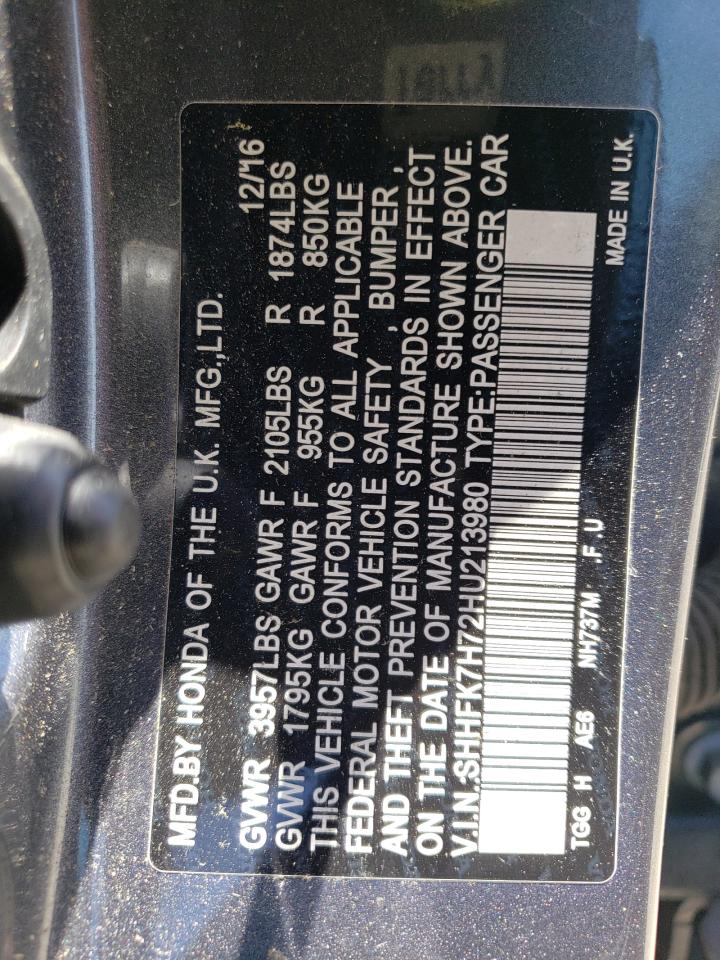 MFD.BY HONDA OF THE U.K. MFG.,LTD.
12/16
GVWR 3957LBS GAWR F 2105LBS R 1874LBS
GVWR 1795KG GAWR F 955KG R 850KG
THIS VEHICLE CONFORMS TO ALL APPLICABLE
FEDERAL MOTOR VEHICLE SAFETY , BUMPER ,
AND THEFT PREVENTION STANDARDS IN EFFECT
ON THE DATE OF MANUFACTURE SHOWN ABOVE.
V.I.N.:SHHFK7H72HU213980 TYPE:PASSENGER CAR
TGG H AE6 NH737M .F.U MADE IN U.K.